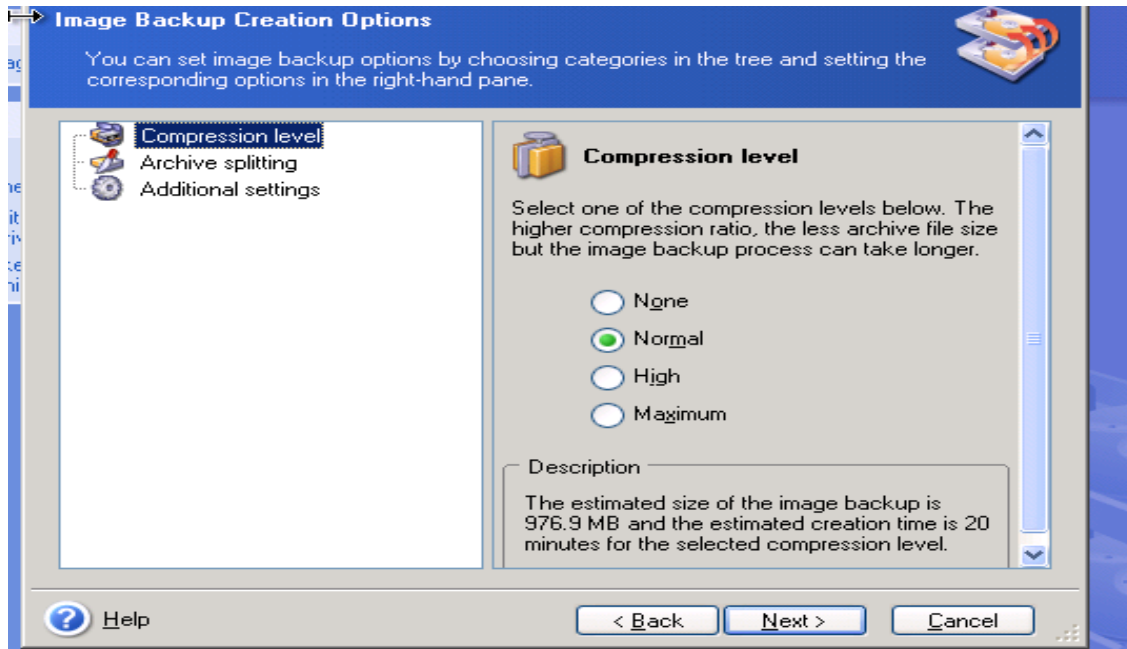 Image Backup Creation Options
You can set image backup options by choosing categories in the tree and setting the
corresponding options in the right-hand pane.
Compression level
Archive splitting
Additional settings
Compression level
Select one of the compression levels below. The
higher compression ratio, the less archive file size
but the image backup process can take longer.
None
Normal
High
Maximum
Description
The estimated size of the image backup is
976.9 MB and the estimated creation time is 20
minutes for the selected compression level.
Help
< Back
Next >
Cancel